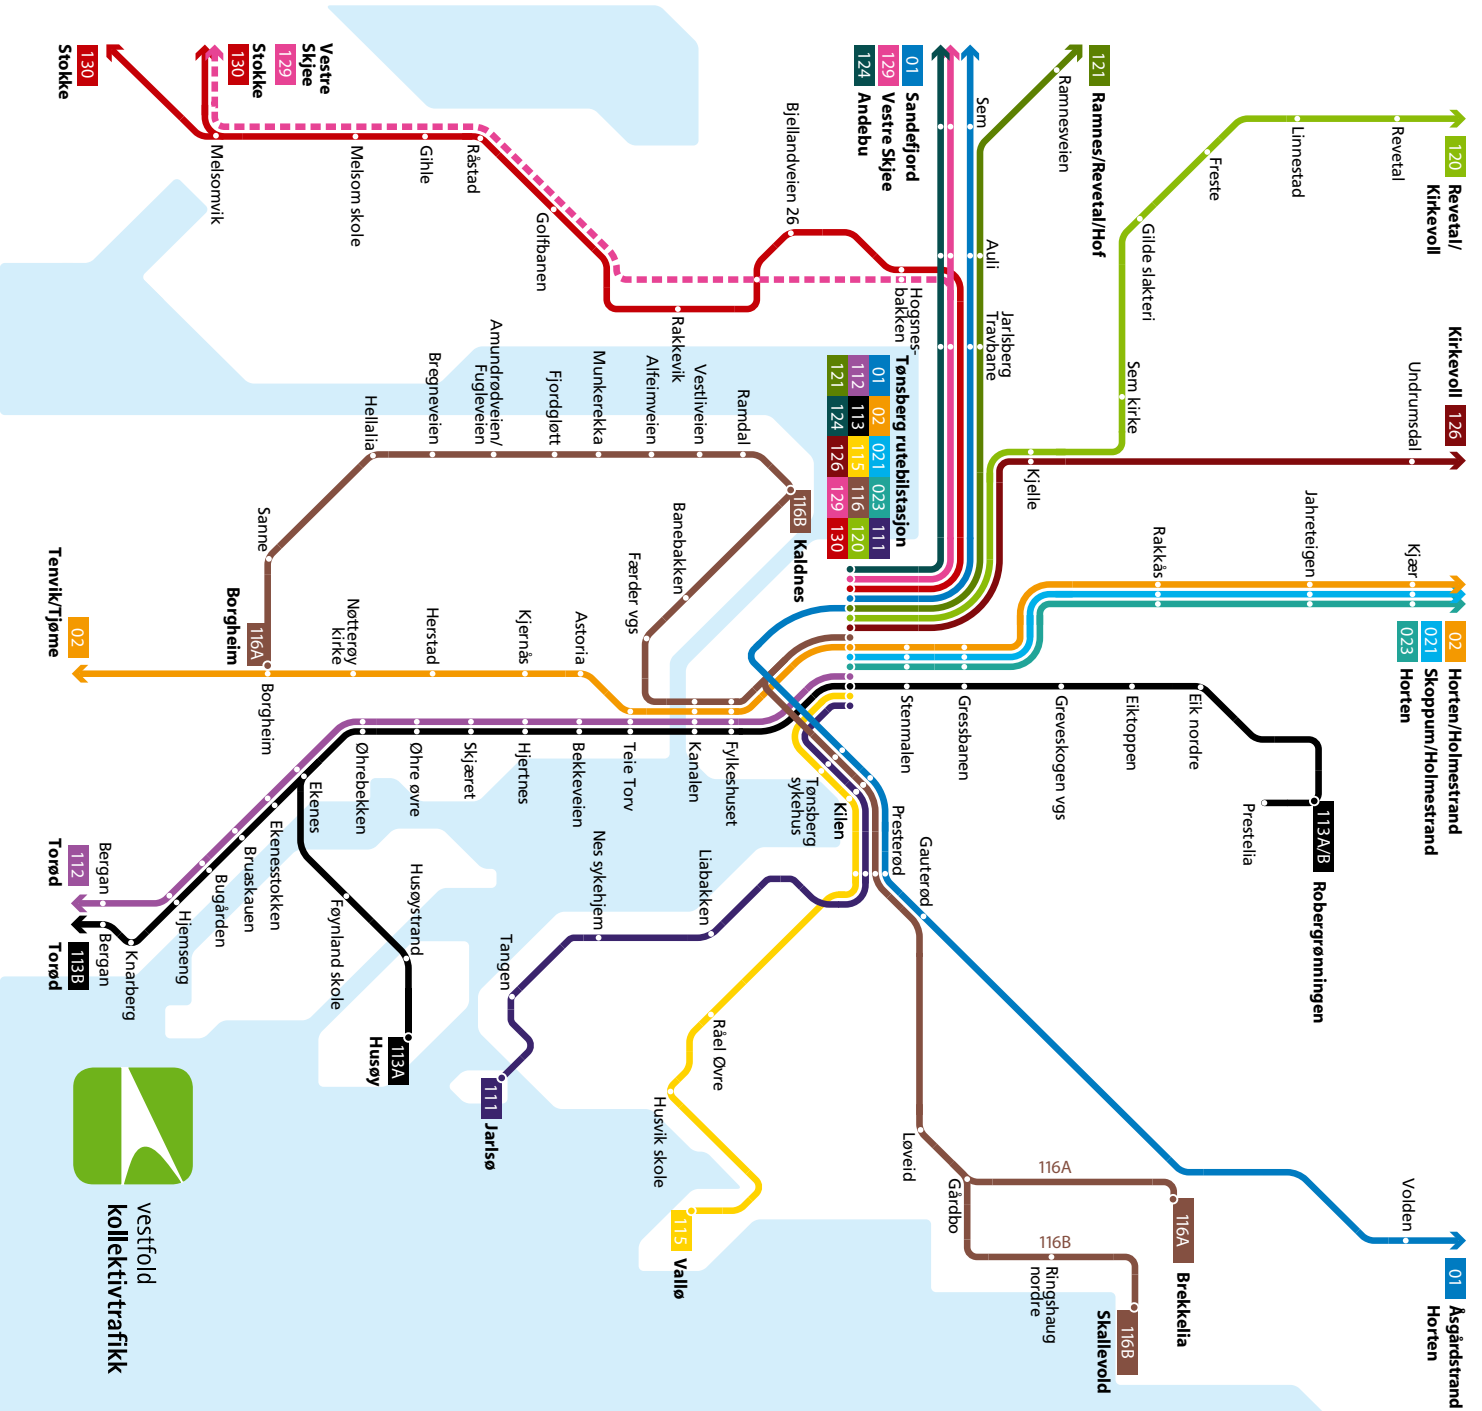 120
Revetal/
Kirkevoll
Revetal
Linnestad
Freste
Gilde slakteri
Sem kirke
Kjelle
Kirkevoll
126
Undrumsdal
121
Ramnes/Revetal/Hof
Ramnesveien
01
Sandefjord
129
Vestre Skjee
124
Andebu
Sem
Auli
Jarlsberg
Travbane
Hogsnes-
bakken
Bjellandveien 26
Rakkevik
Golfbanen
Råstad
Gihle
Melsom skole
Melsomvik
Vestre
Skjee
129
130
Stokke
130
Stokke
Tønsberg rutebilstasjon
01
02
021
023
111
112
113
115
116
120
121
124
126
129
130
02
Horten/Holmestrand
021
Skoppum/Holmestrand
023
Horten
Kjær
Jahreteigen
Rakkås
Gressbanen
Stenmalen
Greveskogen vgs
Eiktoppen
Eik nordre
Prestelia
113A/B
Robergrønningen
116B
Kaldnes
Ramdal
Vestliveien
Alfeimveien
Munkerekka
Fjordgløtt
Amundrødveien/
Fugleveien
Bregneveien
Hellalia
Sanne
116A
Borgheim
Banebakken
Færder vgs
Astoria
Kjernås
Herstad
Nøtterøy
kirke
Borgheim
02
Tenvik/Tjøme
Fylkeshuset
Kanalen
Teie Torv
Bekkeveien
Hjertnes
Skjæret
Øhre øvre
Øhrebekken
Ekenes
Ekenesstokken
Bruaskauen
Bugården
Hjemseng
Knarberg
Bergan
Bergan
112
Torød
113B
Torød
Føynland skole
Husøystrand
113A
Husøy
Tønsberg
sykehus
Kilen
Presterød
Gauterød
Liabakken
Nes sykehjem
Tangen
111
Jarlsø
Råel Øvre
Husvik skole
115
Vallø
Løveid
Gårdbo
116A
116A
Brekkelia
116B
Ringshaug
nordre
116B
Skallevold
Volden
01
Åsgårdstrand
Horten
vestfold
kollektivtrafikk